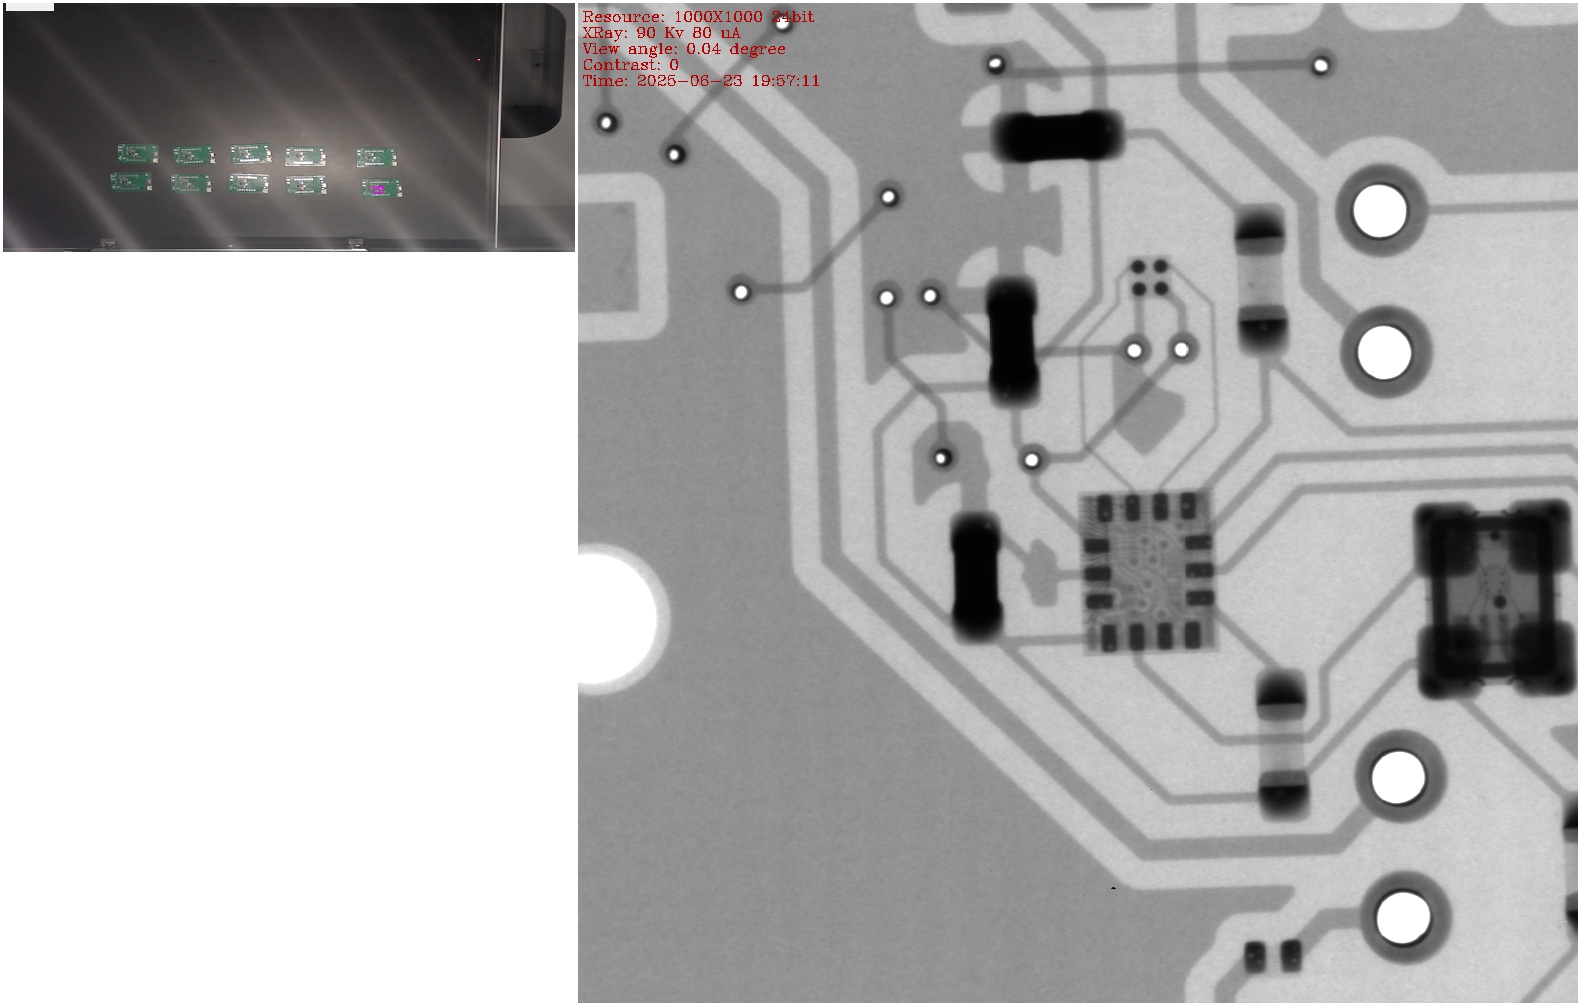 Resource: 1000X1000 24bit
XRay: 90 Kv 80 uA
View angle: 0.04 degree
Contrast: 0
Time: 2025-06-23 19:57:11